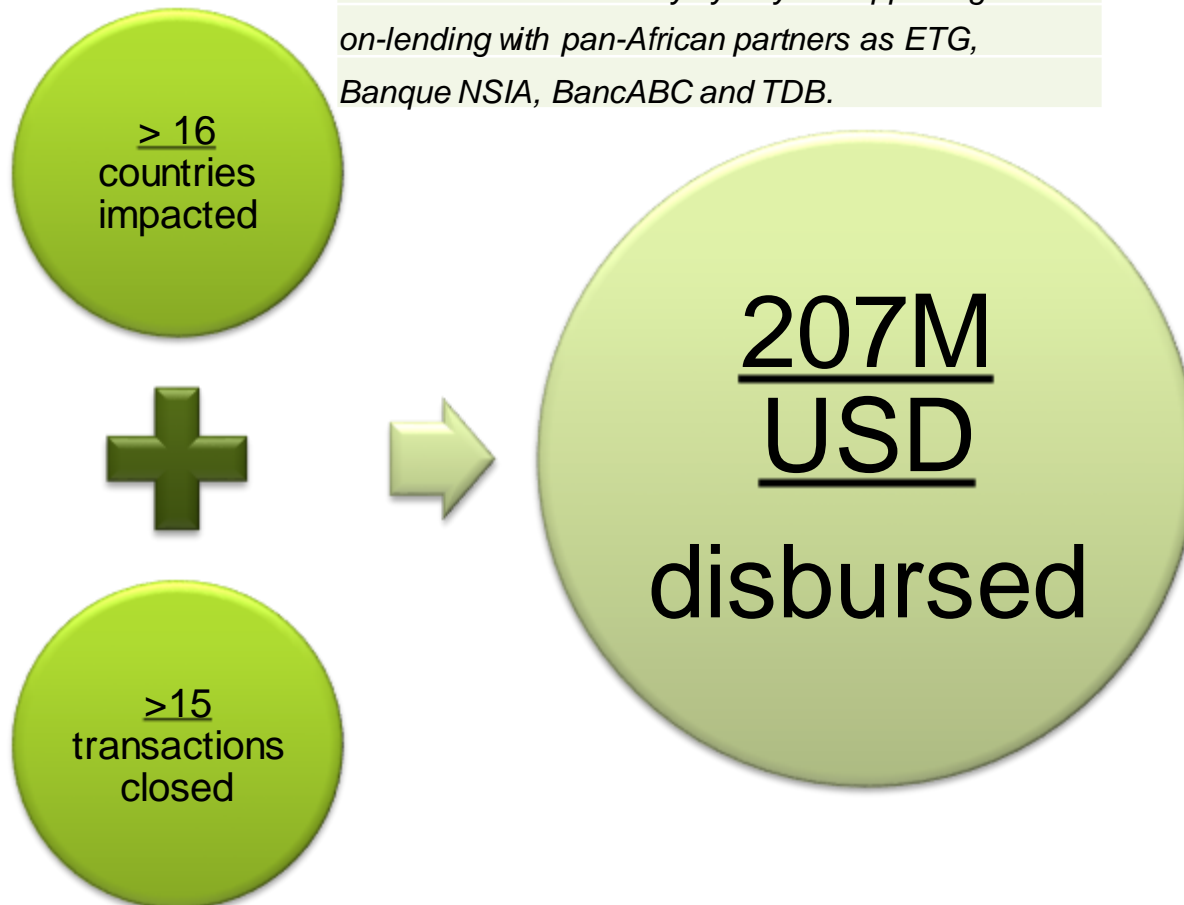 on-lending with pan-African partners as ETG,
Banque NSIA, BancABC and TDB.
> 16
countries
impacted
207M
USD
disbursed
>15
transactions
closed